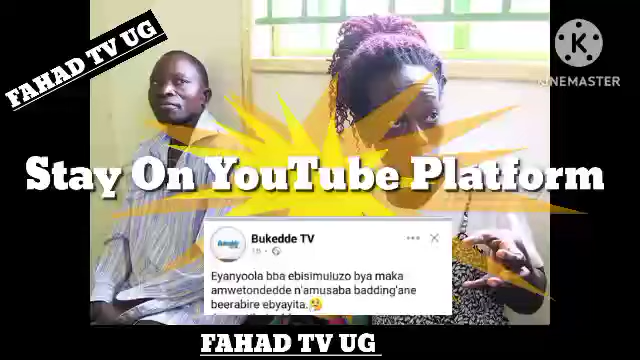 FAHAD TV UG
KINEMASTER
Stay On YouTube Platform
Bukedde TV
Eyanyoola bba ebisimuluzo bya maka
amwetondedde n'amusaba badding'ane
beerabire ebyayita.🤔
FAHAD TV UG